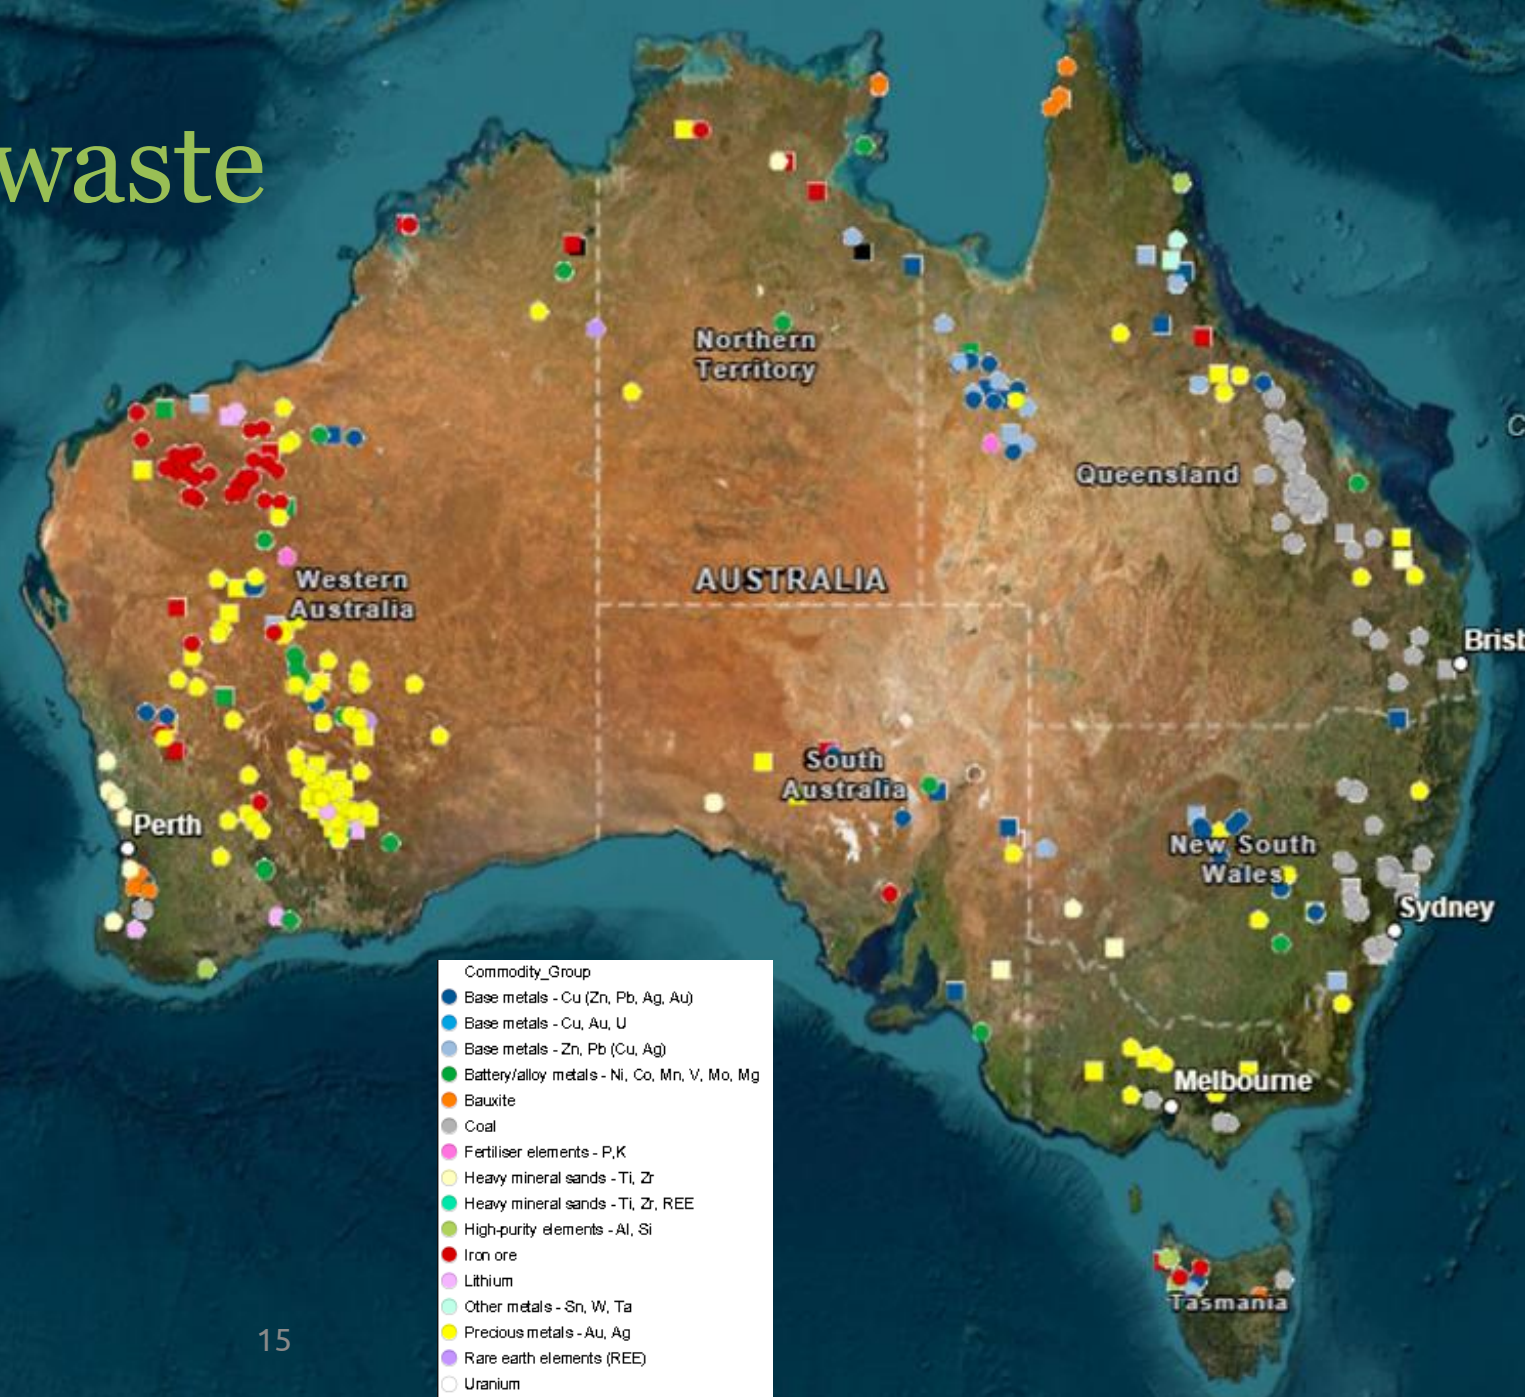 waste
Northern
Territory
Queensland
Western
Australia
AUSTRALIA
Brist
South
Australia
Perth
New South
Wales
Sydney
Melbourne
Tasmania
Commodity_Group
Base metals - Cu (Zn, Pb, Ag, Au)
Base metals - Cu, Au, U
Base metals - Zn, Pb (Cu, Ag)
Battery/alloy metals - Ni, Co, Mn, V, Mo, Mg
Bauxite
Coal
Fertiliser elements - P,K
Heavy mineral sands - Ti, Zr
Heavy mineral sands - Ti, Zr, REE
High-purity elements - Al, Si
Iron ore
Lithium
Other metals - Sn, W, Ta
Precious metals - Au, Ag
Rare earth elements (REE)
Uranium
15